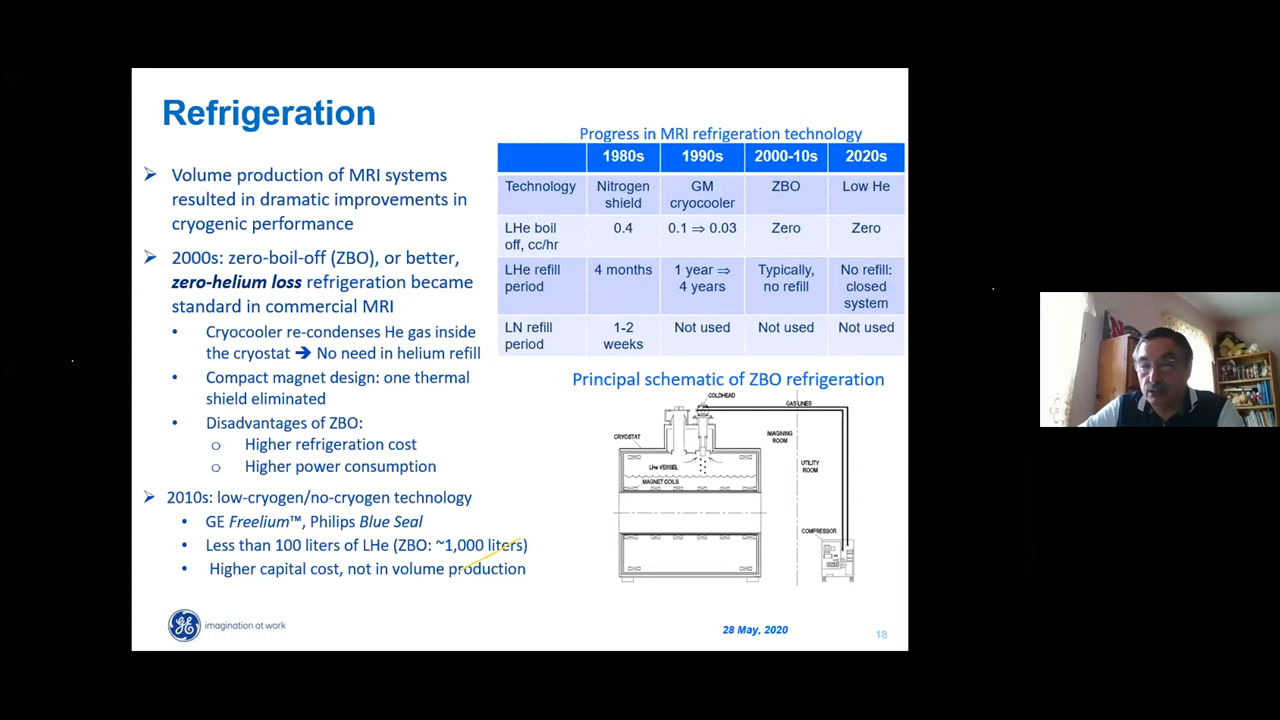 Refrigeration
➢ Volume production of MRI systems
resulted in dramatic improvements in
cryogenic performance
➢ 2000s: zero-boil-off (ZBO), or better,
zero-helium loss refrigeration became
standard in commercial MRI
• Cryocooler re-condenses He gas inside
the cryostat ➔ No need in helium refill
• Compact magnet design: one thermal
shield eliminated
• Disadvantages of ZBO:
o Higher refrigeration cost
o Higher power consumption
➢ 2010s: low-cryogen/no-cryogen technology
• GE Freelium™, Philips Blue Seal
• Less than 100 liters of LHe (ZBO: ~1,000 liters)
• Higher capital cost, not in volume production
Progress in MRI refrigeration technology
1980s 1990s 2000-10s 2020s
Technology Nitrogen GM ZBO Low He
shield cryocooler
LHe boil 0.4 0.1 ⇒ 0.03 Zero Zero
off, cc/hr
LHe refill 4 months 1 year ⇒ Typically, No refill:
period 4 years no refill closed
system
LN refill 1-2 Not used Not used Not used
period weeks
Principal schematic of ZBO refrigeration
COLDHEAD
GAS LINES
CRYOSTAT
IMAGINING
ROOM
LHe VESSEL
UTILITY
ROOM
MAGNET COILS
COMPRESSOR
GE imagination at work
28 May, 2020
18